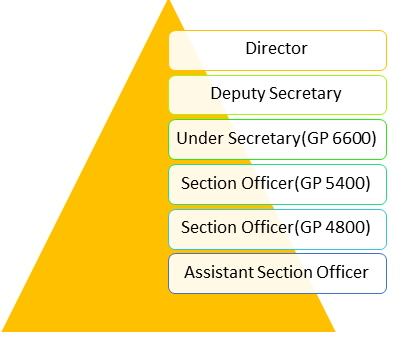 Director
Deputy Secretary
Under Secretary(GP 6600)
Section Officer(GP 5400)
Section Officer(GP 4800)
Assistant Section Officer